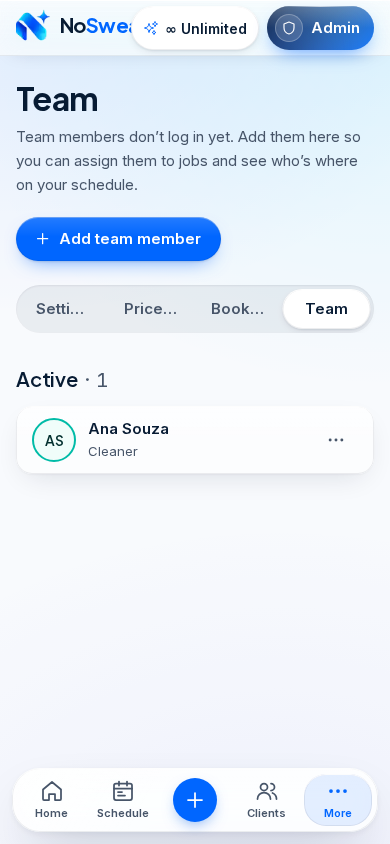 NoSwea
∞ Unlimited
Admin
Team
Team members don’t log in yet. Add them here so
you can assign them to jobs and see who’s where
on your schedule.
Add team member
Setti… Price… Book… Team
Active · 1
AS
Ana Souza
Cleaner
Home Schedule Clients More